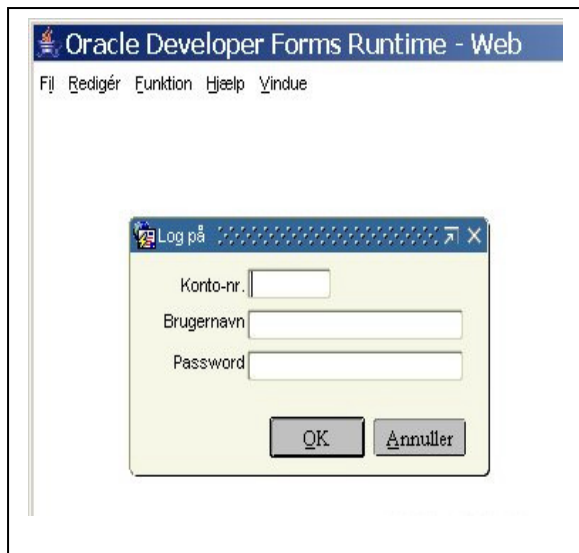 Oracle Developer Forms Runtime - Web
Fil Redigér Funktion Hjælp Vindue
Log på
Konto-nr.
Brugernavn
Password
OK Annuller